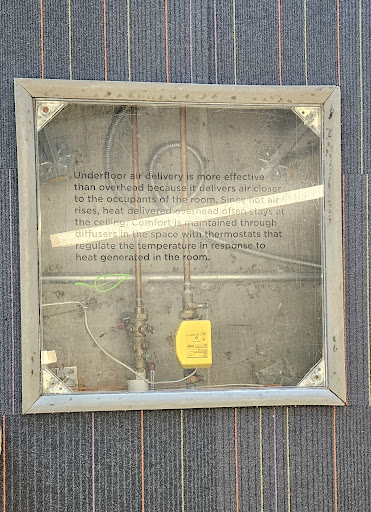 Underfloor air delivery is more effective
than overhead because it delivers air closer
to the occupants of the room. Since hot air
rises, heat delivered overhead often stays at
the ceiling. Comfort is maintained through
diffusers in the space with thermostats that
regulate the temperature in response to
heat generated in the room.